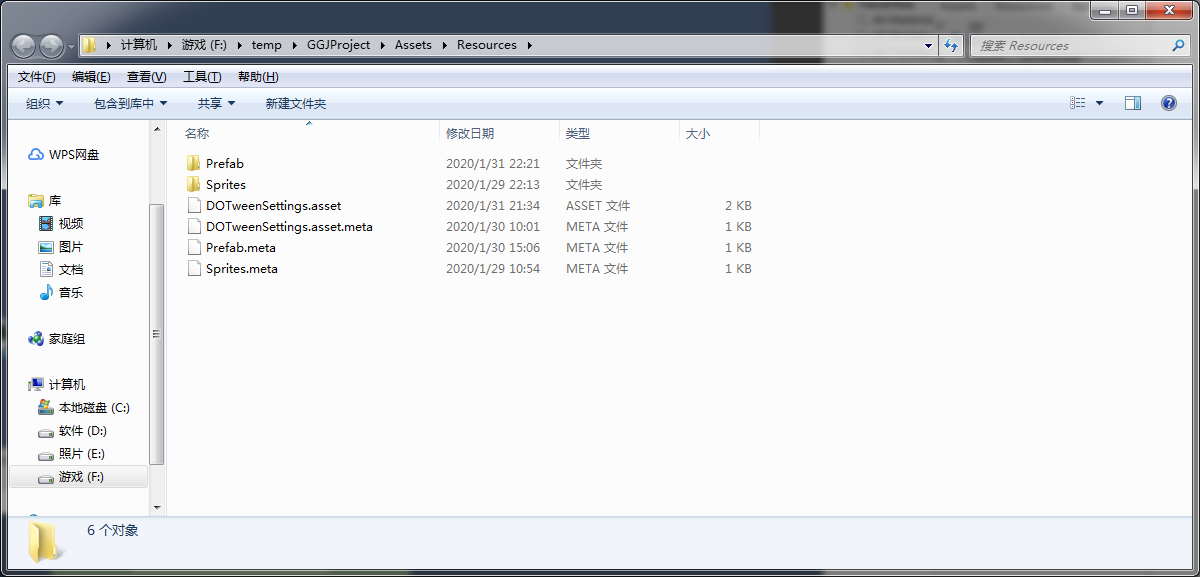 计算机 游戏 (F:) temp GGJProject Assets Resources 搜索 Resources
文件(F) 编辑(E) 查看(V) 工具(T) 帮助(H)
组织 包含到库中 共享 新建文件夹
WPS网盘
库
视频
图片
文档
音乐
家庭组
计算机
本地磁盘 (C:)
软件 (D:)
照片 (E:)
游戏 (F:)
名称 修改日期 类型 大小
Prefab 2020/1/31 22:21 文件夹
Sprites 2020/1/29 22:13 文件夹
DOTweenSettings.asset 2020/1/31 21:34 ASSET 文件 2 KB
DOTweenSettings.asset.meta 2020/1/30 10:01 META 文件 1 KB
Prefab.meta 2020/1/30 15:06 META 文件 1 KB
Sprites.meta 2020/1/29 10:54 META 文件 1 KB
6 个对象